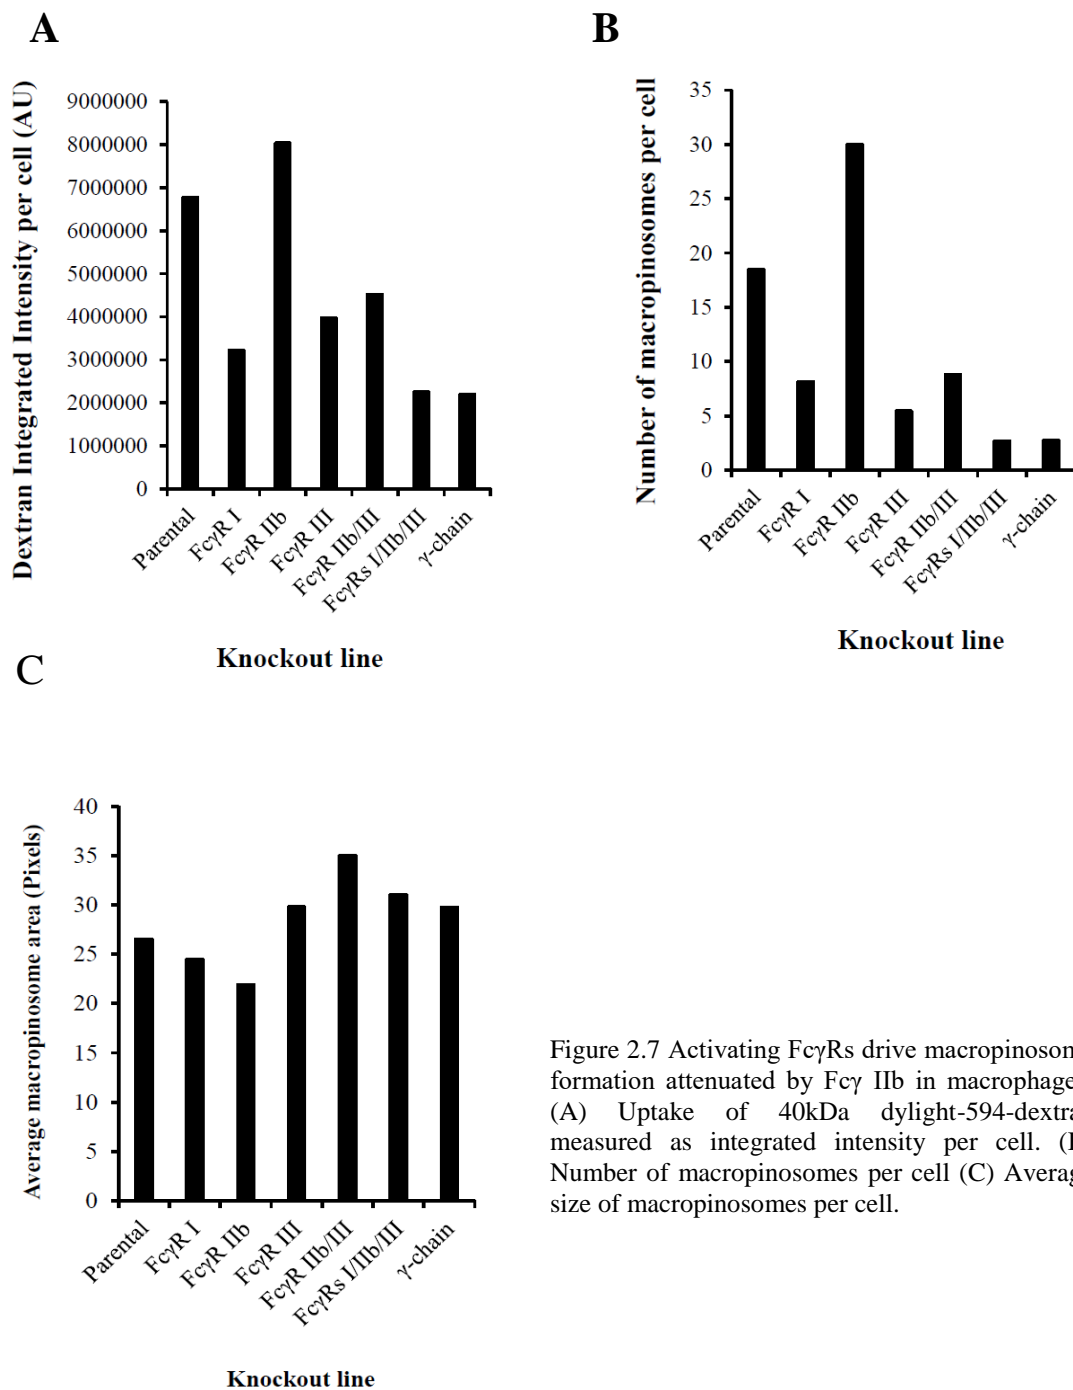 A
Dextran Integrated Intensity per cell (AU)
9000000
8000000
7000000
6000000
5000000
4000000
3000000
2000000
1000000
0
Parental
FcγR I
FcγR IIb
FcγR III
FcγR IIb/III
FcγRs I/IIb/III
γ-chain
Knockout line
B
Number of macropinosomes per cell
35
30
25
20
15
10
5
0
Parental
FcγR I
FcγR IIb
FcγR III
FcγR IIb/III
FcγRs I/IIb/III
γ-chain
Knockout line
C
Average macropinosome area (Pixels)
40
35
30
25
20
15
10
5
0
Parental
FcγR I
FcγR IIb
FcγR III
FcγR IIb/III
FcγRs I/IIb/III
γ-chain
Knockout line
Figure 2.7 Activating FcγRs drive macropinosom
formation attenuated by Fcγ IIb in macrophage
(A) Uptake of 40kDa dylight-594-dextra
measured as integrated intensity per cell. (
Number of macropinosomes per cell (C) Averag
size of macropinosomes per cell.